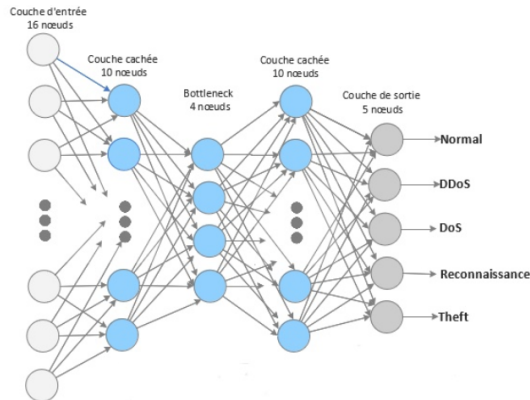 Couche d'entrée
16 nœuds
Couche cachée
10 nœuds
Bottleneck
4 nœuds
Couche cachée
10 nœuds
Couche de sortie
5 nœuds
Normal
DDoS
DoS
Reconnaissance
Theft